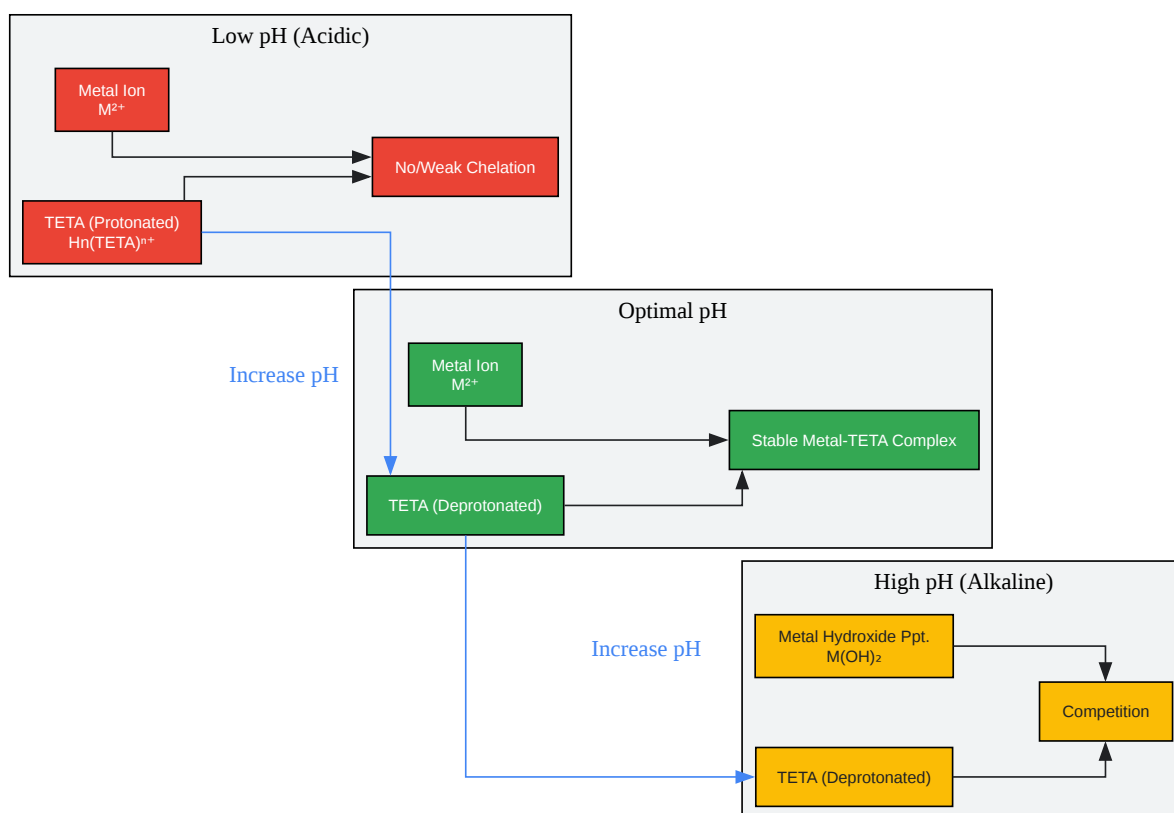 Low pH (Acidic)
Metal Ion
M²⁺
No/Weak Chelation
TETA (Protonated)
Hn(TETA)ⁿ⁺
Increase pH
Optimal pH
Metal Ion
M²⁺
Stable Metal-TETA Complex
TETA (Deprotonated)
Increase pH
High pH (Alkaline)
Metal Hydroxide Ppt.
M(OH)₂
Competition
TETA (Deprotonated)